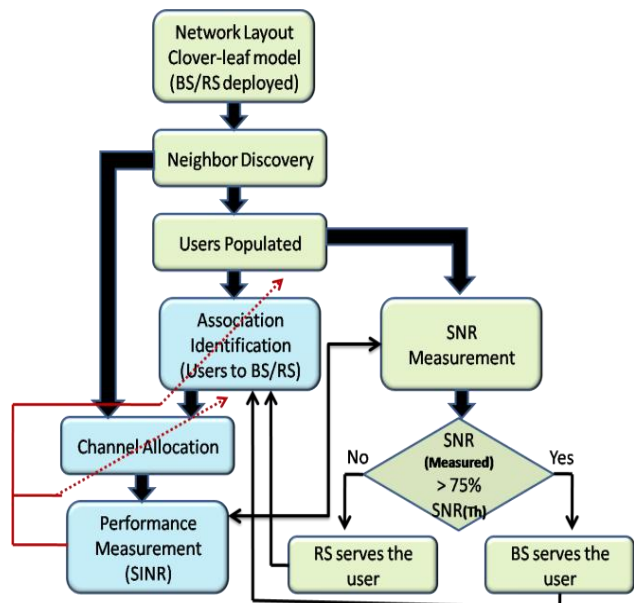 Network Layout
Clover-leaf model
(BS/RS deployed)
Neighbor Discovery
Users Populated
Association
Identification
(Users to BS/RS)
SNR
Measurement
Channel Allocation
No
SNR
(Measured)
> 75%
SNR(Th)
Yes
Performance
Measurement
(SINR)
RS serves the
user
BS serves the
user